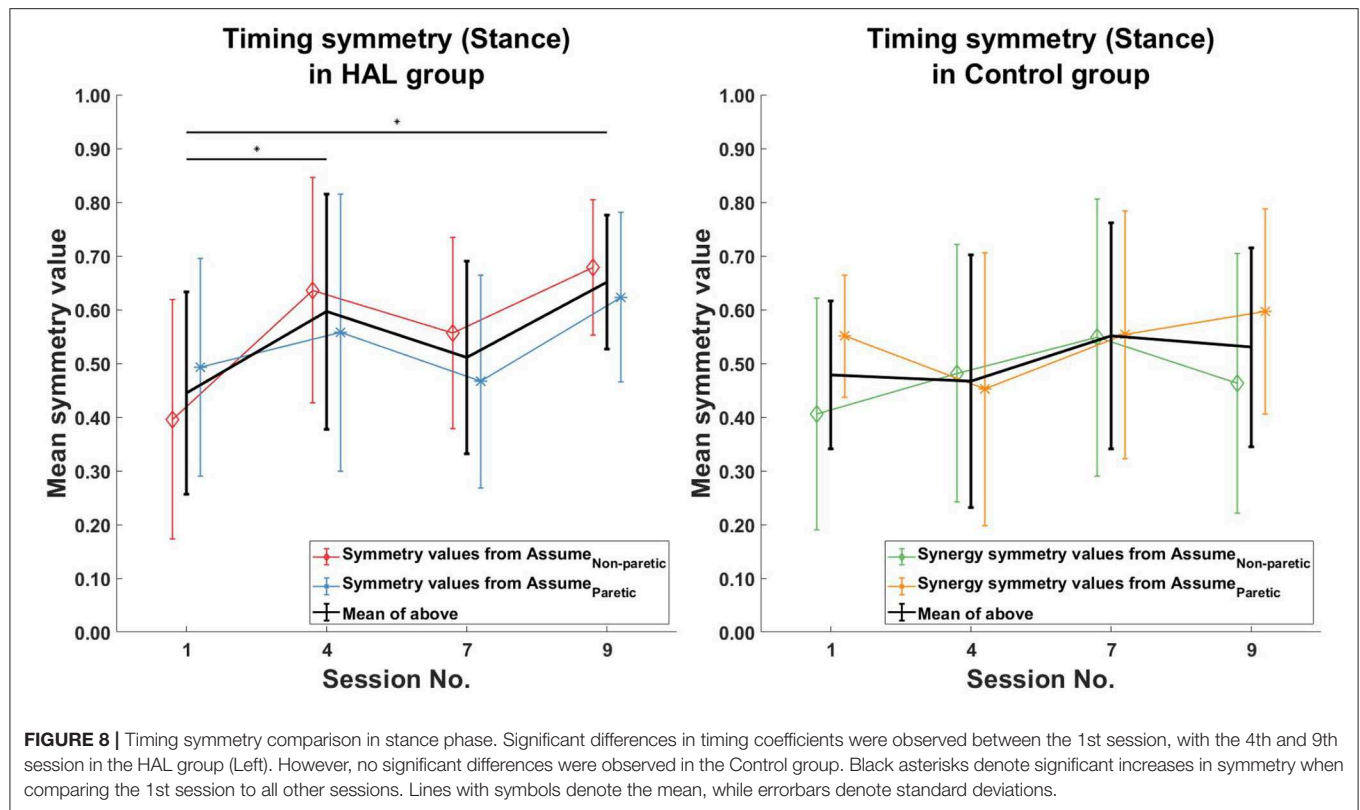 Timing symmetry (Stance)
in HAL group
1.00
0.90
0.80
0.70
0.60
0.50
0.40
0.30
0.20
0.10
0.00
Mean symmetry value
*
*
Symmetry values from Assume Non-paretic
Symmetry values from Assume Paretic
Mean of above
1 4 7 9
Session No.
Timing symmetry (Stance)
in Control group
1.00
0.90
0.80
0.70
0.60
0.50
0.40
0.30
0.20
0.10
0.00
Mean symmetry value
Synergy symmetry values from Assume Non-paretic
Synergy symmetry values from Assume Paretic
Mean of above
1 4 7 9
Session No.
FIGURE 8 | Timing symmetry comparison in stance phase. Significant differences in timing coefficients were observed between the 1st session, with the 4th and 9th
session in the HAL group (Left). However, no significant differences were observed in the Control group. Black asterisks denote significant increases in symmetry when
comparing the 1st session to all other sessions. Lines with symbols denote the mean, while errorbars denote standard deviations.